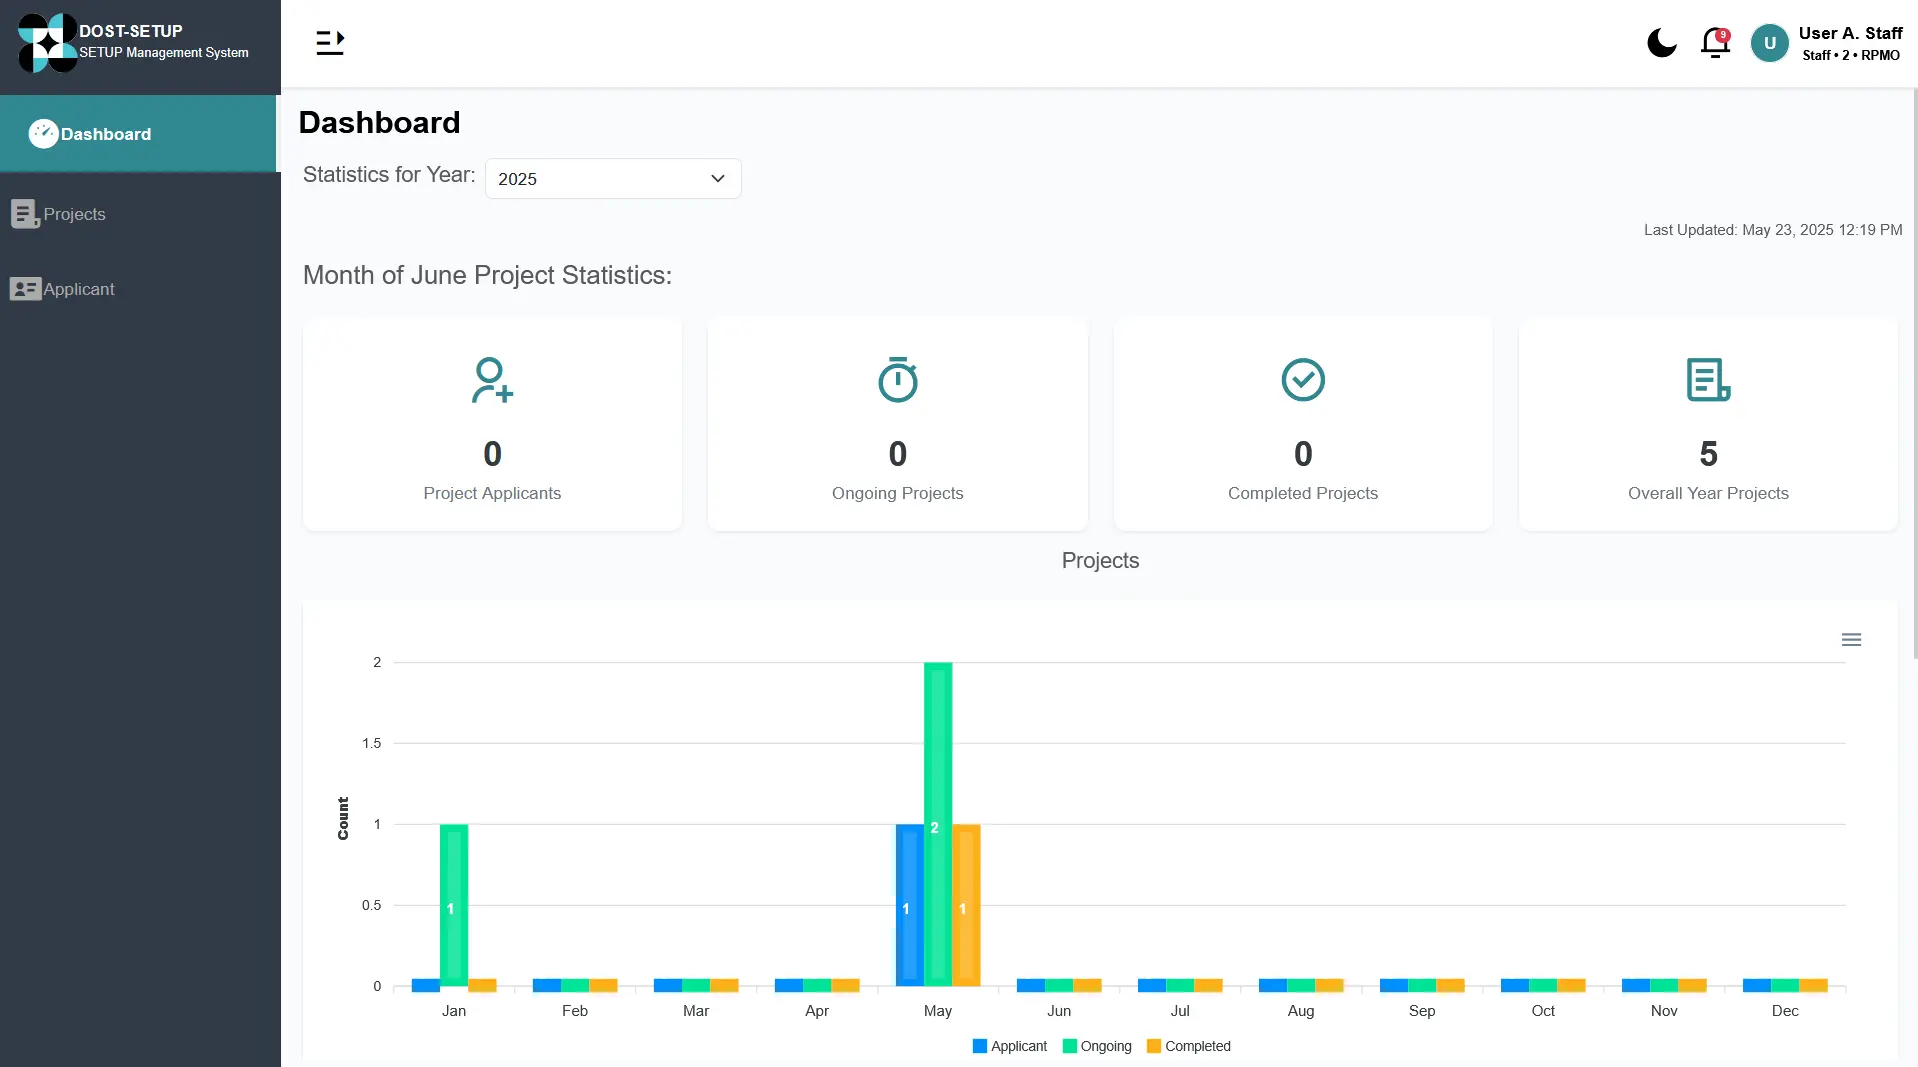 DOST-SETUP
SETUP Management System
9
U
User A. Staff
Staff • 2 • RPMO
Dashboard
Projects
Applicant
Dashboard
Statistics for Year:
2025
Last Updated: May 23, 2025 12:19 PM
Month of June Project Statistics:
0
Project Applicants
0
Ongoing Projects
0
Completed Projects
5
Overall Year Projects
Projects
Count
2
1.5
1
0.5
0
1
1
2
1
Jan Feb Mar Apr May Jun Jul Aug Sep Oct Nov Dec
Applicant Ongoing Completed